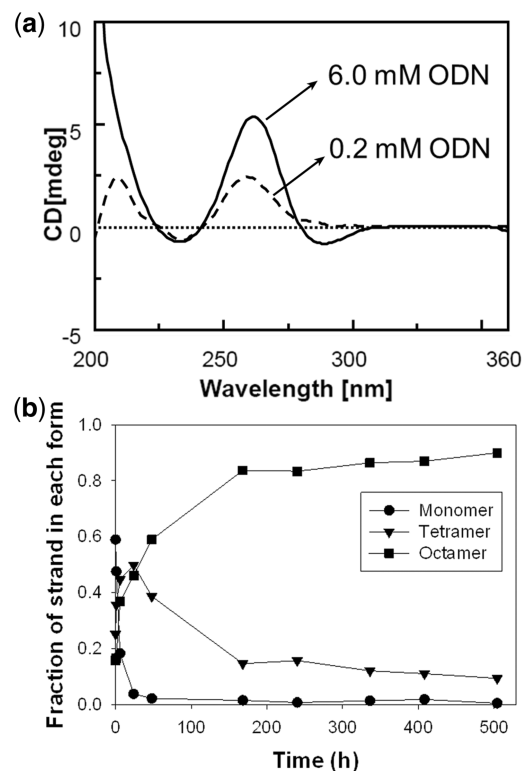 (a)
10
5
0
-5
CD[mdeg]
6.0 mM ODN
0.2 mM ODN
200
250
300
360
Wavelength [nm]
(b)
1.0
0.8
0.6
0.4
0.2
0.0
Fraction of strand in each form
Monomer
Tetramer
Octamer
0
100
200
300
400
500
Time (h)